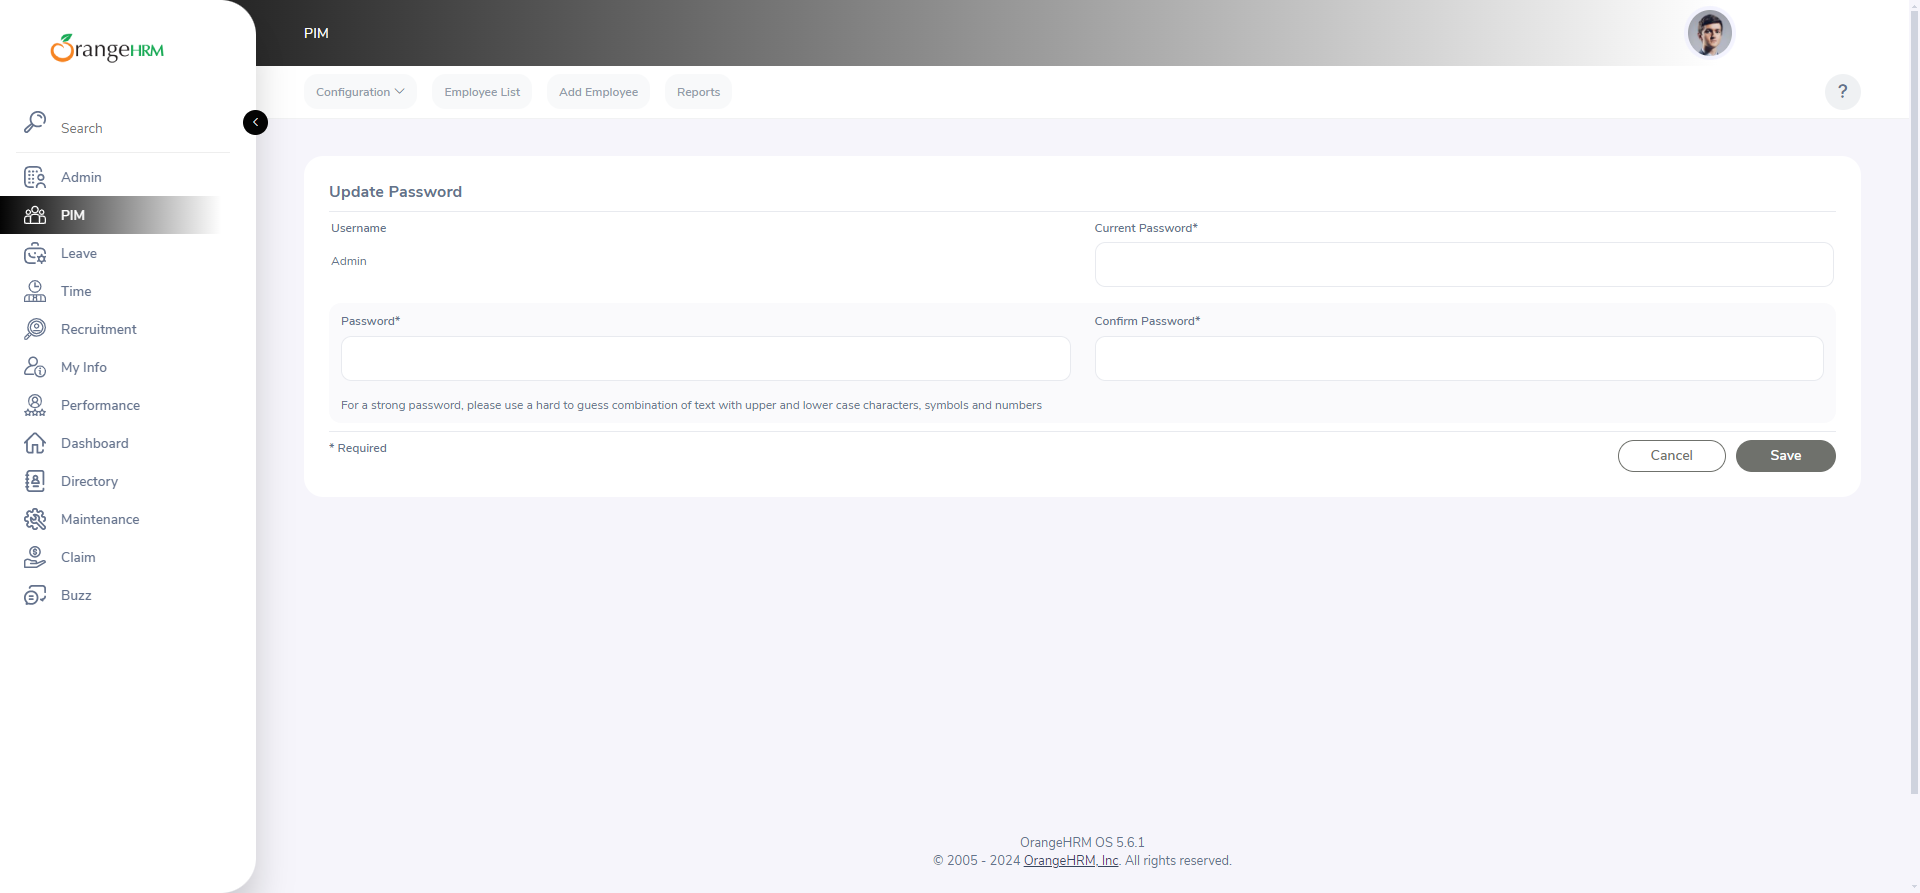 OrangeHRM
Search
Admin
PIM
Leave
Time
Recruitment
My Info
Performance
Dashboard
Directory
Maintenance
Claim
Buzz
PIM
Configuration
Employee List
Add Employee
Reports
?
Update Password
Username
Admin
Current Password*
Password*
Confirm Password*
For a strong password, please use a hard to guess combination of text with upper and lower case characters, symbols and numbers
* Required
Cancel
Save
OrangeHRM OS 5.6.1
© 2005 - 2024 OrangeHRM, Inc. All rights reserved.